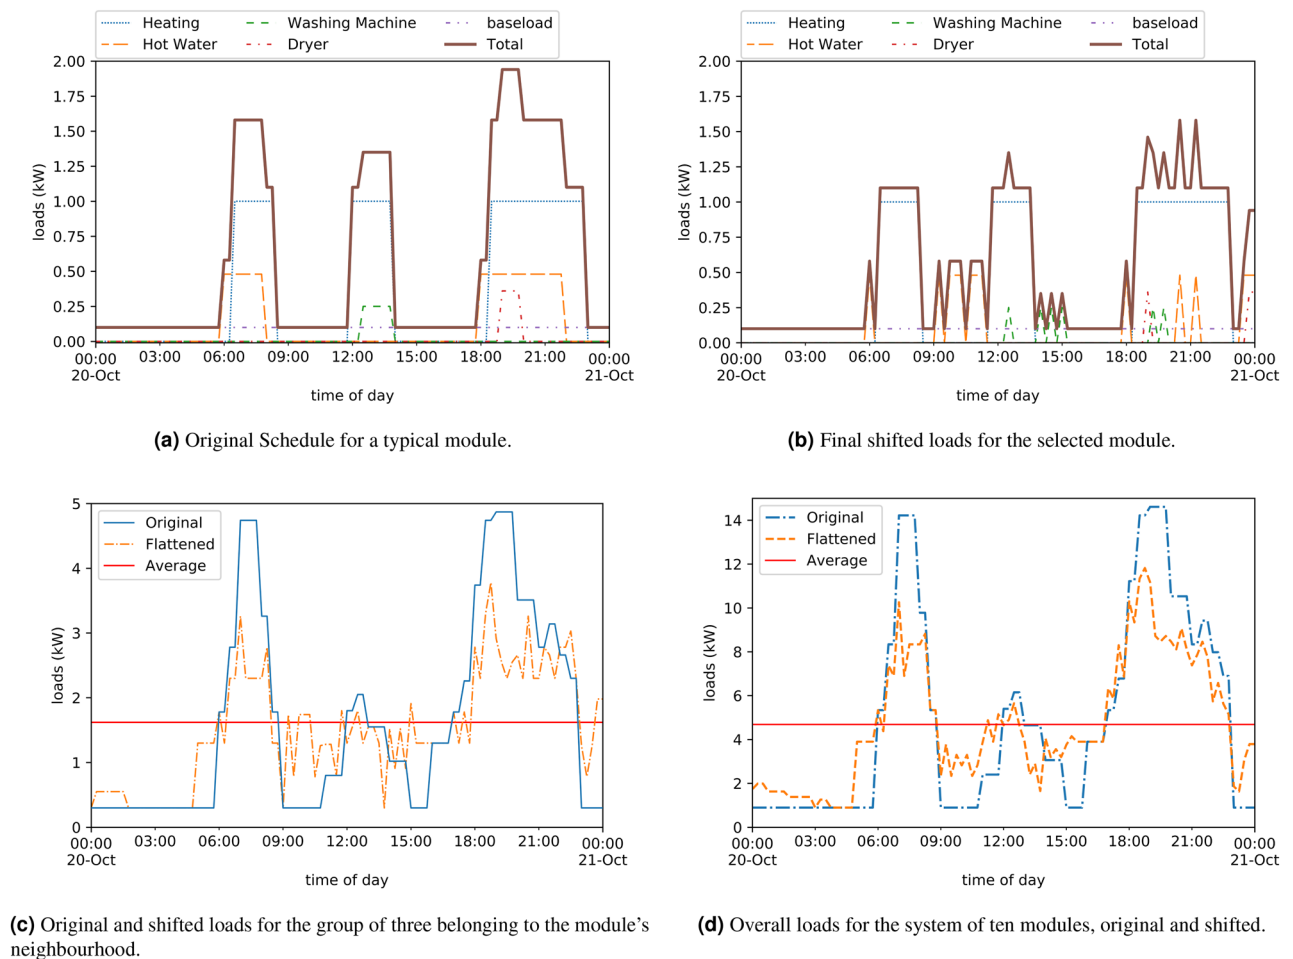 Heating Washing Machine baseload
Hot Water Dryer Total
2.00
1.75
1.50
1.25
1.00
0.75
0.50
0.25
0.00
loads (kW)
00:00 03:00 06:00 09:00 12:00 15:00 18:00 21:00 00:00
20-Oct 21-Oct
time of day
(a) Original Schedule for a typical module.
Heating Washing Machine baseload
Hot Water Dryer Total
2.00
1.75
1.50
1.25
1.00
0.75
0.50
0.25
0.00
loads (kW)
00:00 03:00 06:00 09:00 12:00 15:00 18:00 21:00 00:00
20-Oct 21-Oct
time of day
(b) Final shifted loads for the selected module.
Original
Flattened
Average
5
4
3
2
1
0
loads (kW)
00:00 03:00 06:00 09:00 12:00 15:00 18:00 21:00 00:00
20-Oct 21-Oct
time of day
(c) Original and shifted loads for the group of three belonging to the module’s
neighbourhood.
Original
Flattened
Average
14
12
10
8
6
4
2
0
loads (kW)
00:00 03:00 06:00 09:00 12:00 15:00 18:00 21:00 00:00
20-Oct 21-Oct
time of day
(d) Overall loads for the system of ten modules, original and shifted.